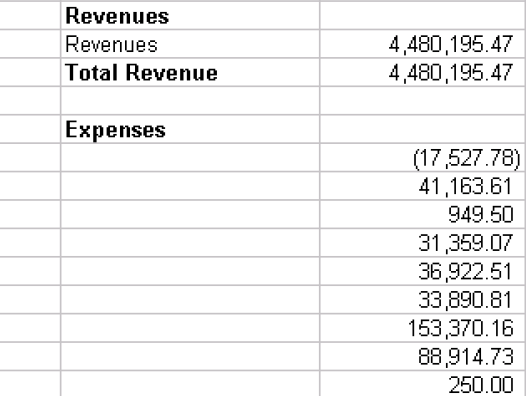 Revenues
Revenues 4,480,195.47
Total Revenue 4,480,195.47
Expenses
(17,527.78)
41,163.61
949.50
31,359.07
36,922.51
33,890.81
153,370.16
88,914.73
250.00